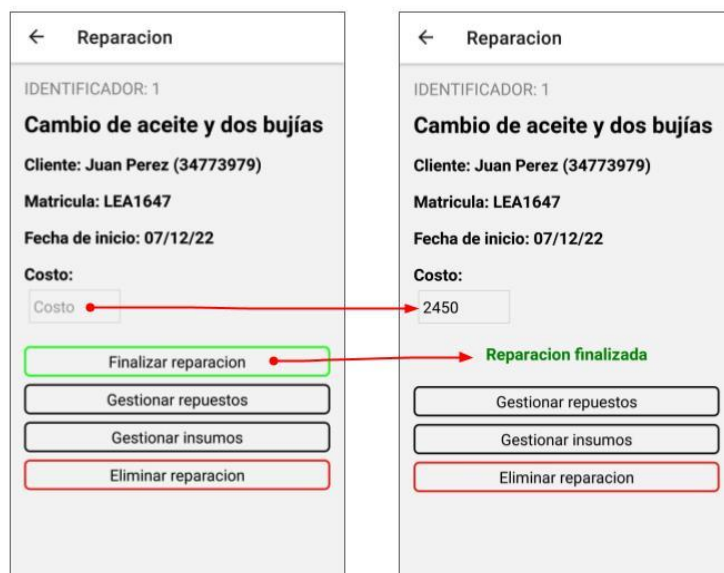 Reparacion
IDENTIFICADOR: 1
Cambio de aceite y dos bujías
Cliente: Juan Perez (34773979)
Matricula: LEA1647
Fecha de inicio: 07/12/22
Costo:
Costo
Finalizar reparacion
Gestionar repuestos
Gestionar insumos
Eliminar reparacion
Reparacion
IDENTIFICADOR: 1
Cambio de aceite y dos bujías
Cliente: Juan Perez (34773979)
Matricula: LEA1647
Fecha de inicio: 07/12/22
Costo:
2450
Reparacion finalizada
Gestionar repuestos
Gestionar insumos
Eliminar reparacion